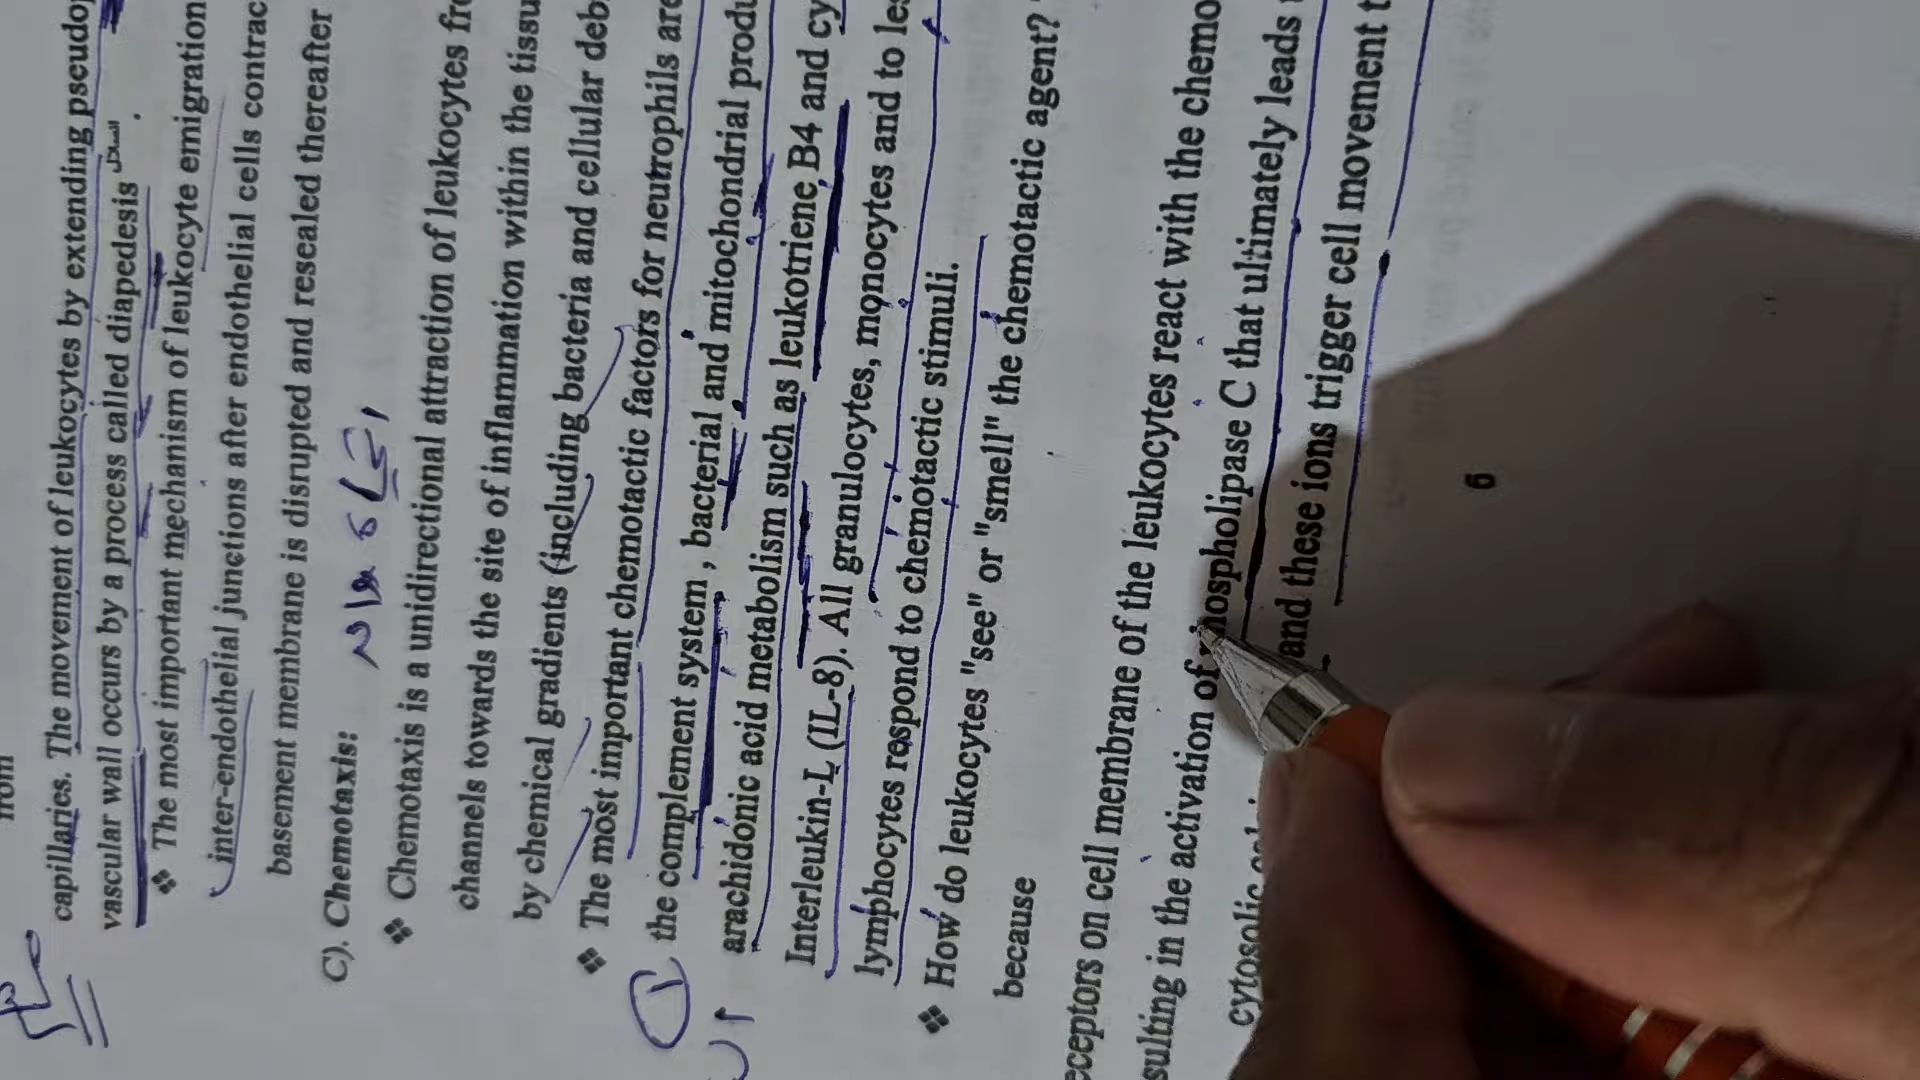 from
capillaries. The movement of leukocytes by extending pseudop
vascular wall occurs by a process called diapedesis
❖ The most important mechanism of leukocyte emigration
inter-endothelial junctions after endothelial cells contrac
basement membrane is disrupted and resealed thereafter
C). Chemotaxis:
❖ Chemotaxis is a unidirectional attraction of leukocytes fr
channels towards the site of inflammation within the tissu
by chemical gradients (including bacteria and cellular deb
❖ The most important chemotactic factors for neutrophils are
1
the complement system , bacterial and mitochondrial produ
arachidonic acid metabolism such as leukotriene B4 and cy
Interleukin-L (IL-8). All granulocytes, monocytes and to les
lymphocytes respond to chemotactic stimuli.
❖ How do leukocytes "see" or "smell" the chemotactic agent?
because
eceptors on cell membrane of the leukocytes react with the chemo
sulting in the activation of phospholipase C that ultimately leads
cytosolic and these ions trigger cell movement t
6